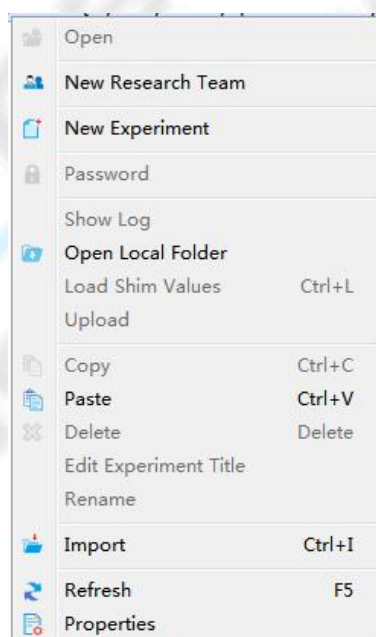 Open
New Research Team
New Experiment
Password
Show Log
Open Local Folder
Load Shim Values Ctrl+L
Upload
Copy Ctrl+C
Paste Ctrl+V
Delete Delete
Edit Experiment Title
Rename
Import Ctrl+I
Refresh F5
Properties